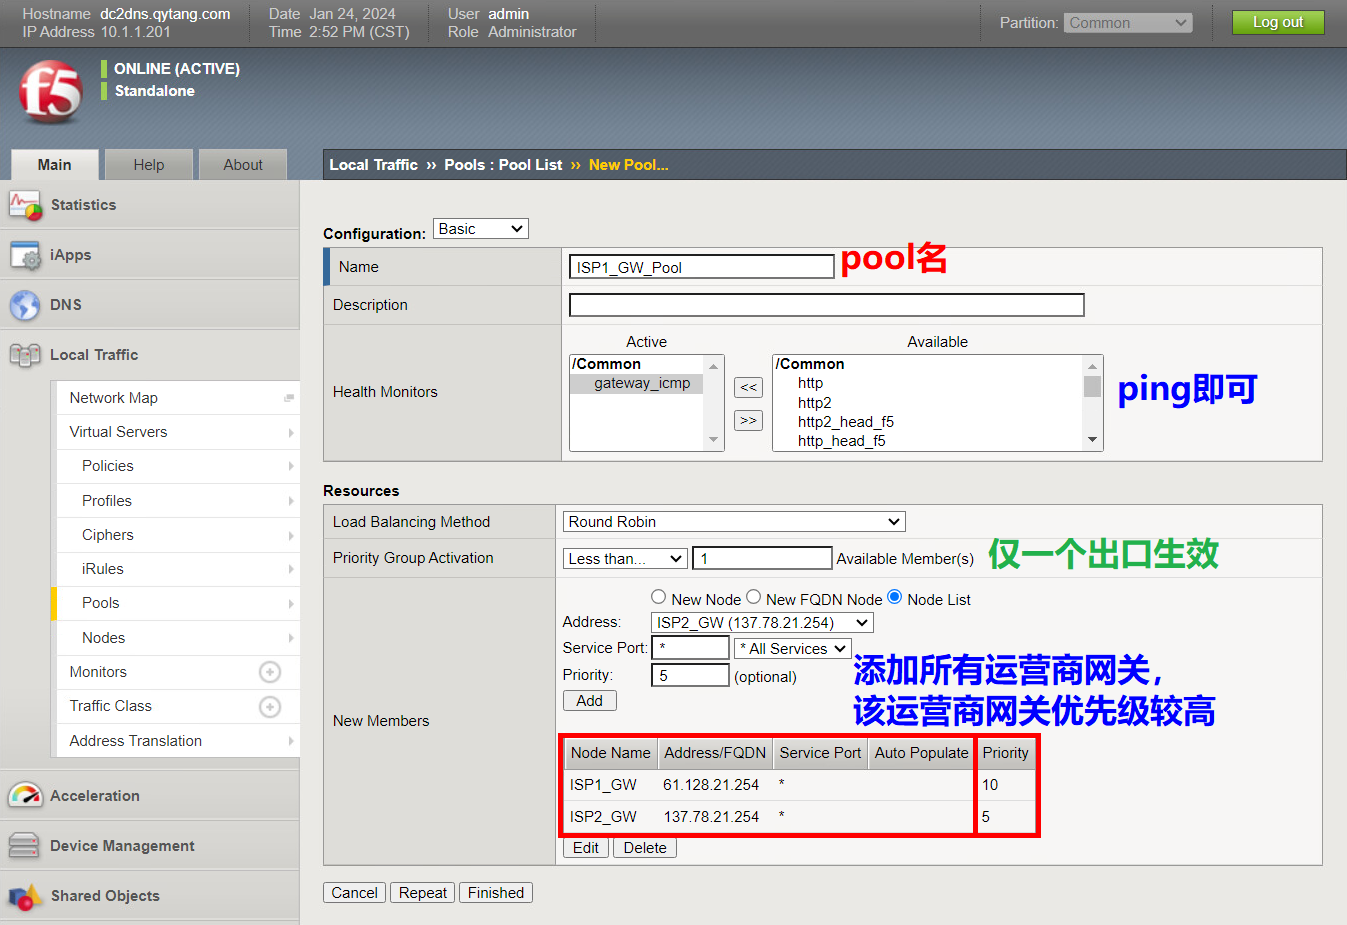 Hostname dc2dns.qytang.com Date Jan 24, 2024 User admin
IP Address 10.1.1.201 Time 2:52 PM (CST) Role Administrator
Partition: Common Log out
f5
ONLINE (ACTIVE)
Standalone
Main Help About
Local Traffic ›› Pools : Pool List ›› New Pool...
Statistics
iApps
DNS
Local Traffic
Network Map
Virtual Servers
Policies
Profiles
Ciphers
iRules
Pools
Nodes
Monitors
Traffic Class
Address Translation
Acceleration
Device Management
Shared Objects
Configuration: Basic
Name ISP1_GW_Pool pool名
Description
Health Monitors
Active
/Common
gateway_icmp
<<
>>
Available
/Common
http
http2
http2_head_f5
http_head_f5
ping即可
Resources
Load Balancing Method Round Robin
Priority Group Activation Less than... 1 Available Member(s) 仅一个出口生效
New Members
New Node New FQDN Node Node List
Address: ISP2_GW (137.78.21.254)
Service Port: * * All Services
Priority: 5 (optional)
Add
添加所有运营商网关，
该运营商网关优先级较高
Node Name Address/FQDN Service Port Auto Populate Priority
ISP1_GW 61.128.21.254 * 10
ISP2_GW 137.78.21.254 * 5
Edit Delete
Cancel Repeat Finished